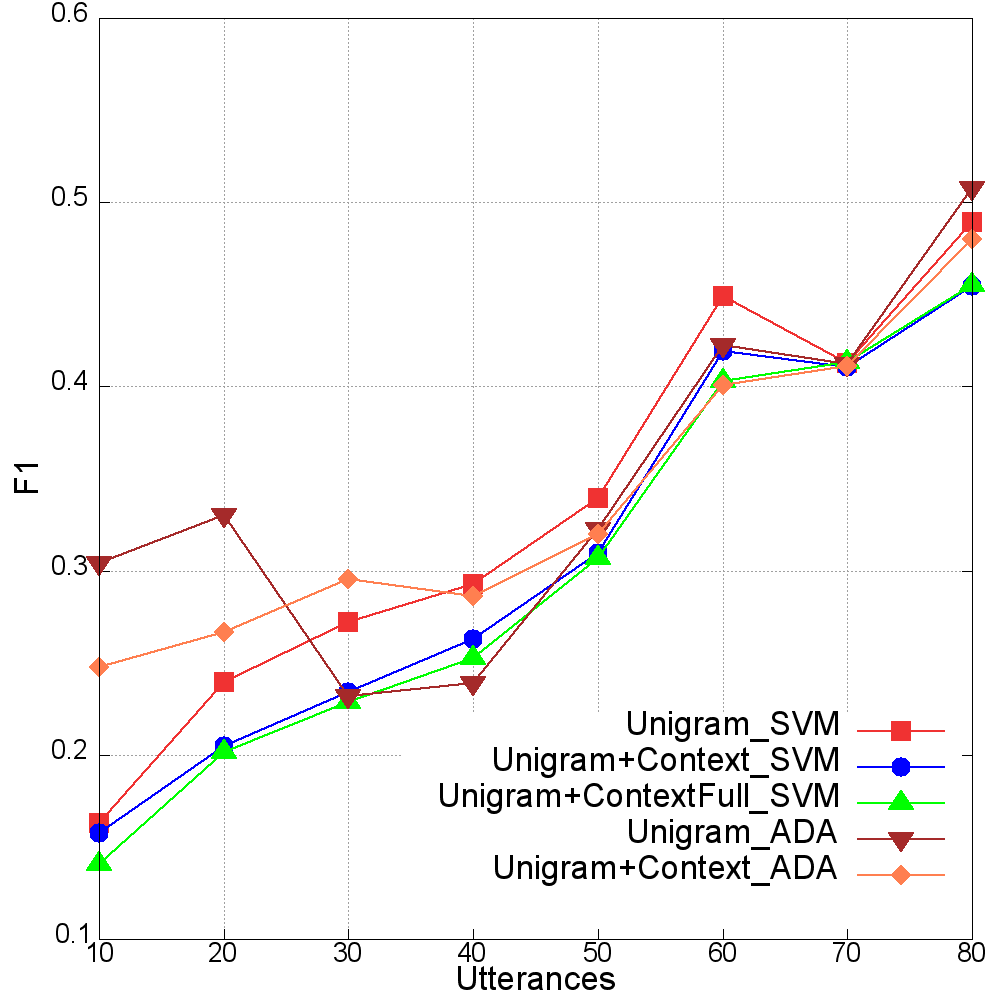 0.6
0.5
0.4
0.3
0.2
0.1
F1
Unigram_SVM
Unigram+Context_SVM
Unigram+ContextFull_SVM
Unigram_ADA
Unigram+Context_ADA
10 20 30 40 50 60 70 80
Utterances